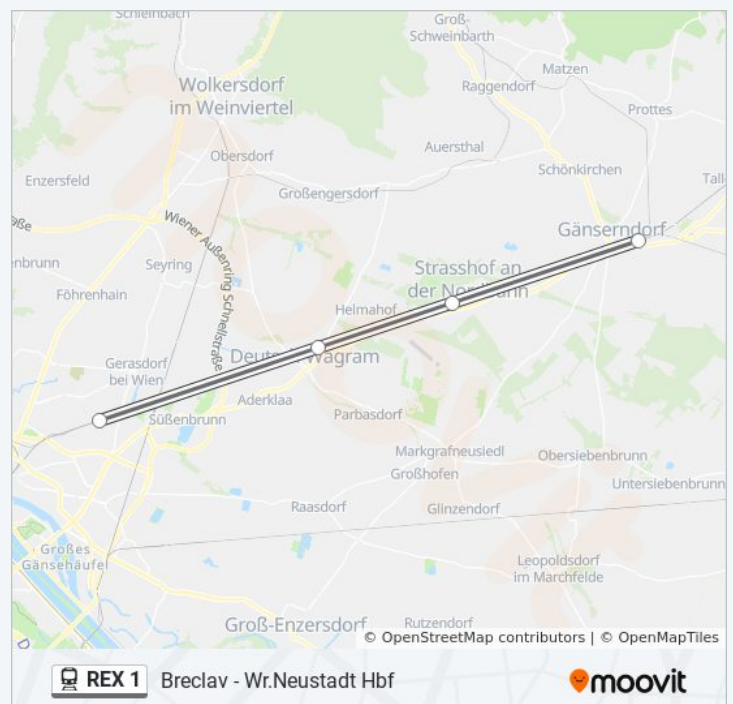 Schleinbach
Groß-
Schweinbarth
Matzen
Wolkersdorf
im Weinviertel
Raggendorf
Prottes
Auersthal
Obersdorf
Schönkirchen
Enzersfeld
Großengersdorf
Tall
aße
Wiener Außenring Schnellstraße
Gänserndorf
nbrunn
Seyring
Strasshof an
der Nordbahn
Föhrenhain
Helmahof
Deutsch-Wagram
Gerasdorf
bei Wien
Aderklaa
Süßenbrunn
Parbasdorf
Markgrafneusiedl
Obersiebenbrunn
Großhofen
Untersiebenbrunn
Raasdorf
Glinzendorf
Großes
Gänsehäufel
Leopoldsdorf
im Marchfelde
Groß-Enzersdorf
Rutzendorf
D
© OpenStreetMap contributors | © OpenMapTiles
REX 1 Breclav - Wr.Neustadt Hbf
moovit